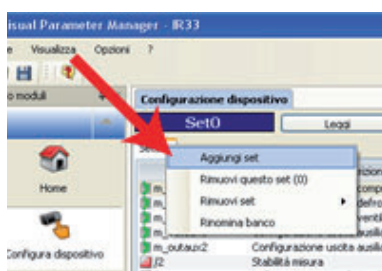 isual Parameter Manager - IR33
e Visualizza Opzioni ?
o moduli
Configurazione dispositivo
Set0 Leggi
Aggiungi set
Rimuovi questo set (0)
Home
Rimuovi set
Rinomina banco
m_outaux2 Configurazione uscita ausilia
Configura dispositivo
/2 Stabilità misura